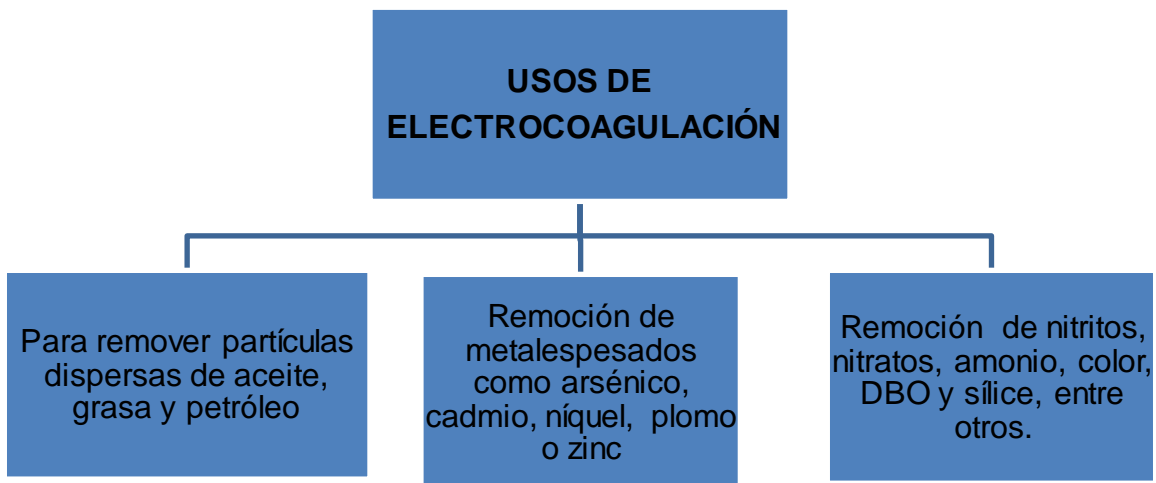 USOS DE
ELECTROCOAGULACIÓN
Para remover partículas
dispersas de aceite,
grasa y petróleo
Remoción de
metalespesados
como arsénico,
cadmio, níquel, plomo
o zinc
Remoción de nitritos,
nitratos, amonio, color,
DBO y sílice, entre
otros.